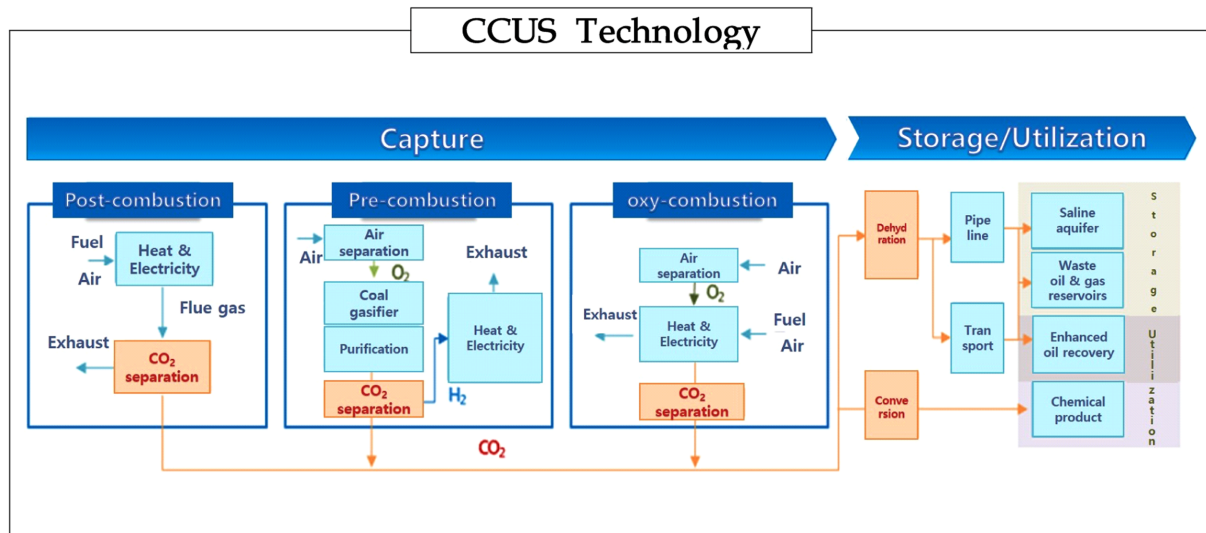 CCUS Technology
Capture
Storage/Utilization
Post-combustion
Fuel
Air
Heat &
Electricity
Flue gas
Exhaust
CO₂
separation
Pre-combustion
Air
Air
separation
O₂
Coal
gasifier
Purification
CO₂
separation
H₂
Exhaust
Heat &
Electricity
oxy-combustion
Air
separation
Air
O₂
Exhaust
Heat &
Electricity
Fuel
Air
CO₂
separation
CO₂
Dehyd
ration
Pipe
line
Tran
sport
Conve
rsion
Saline
aquifer
Waste
oil & gas
reservoirs
Enhanced
oil recovery
Chemical
product
Storage
Utilization